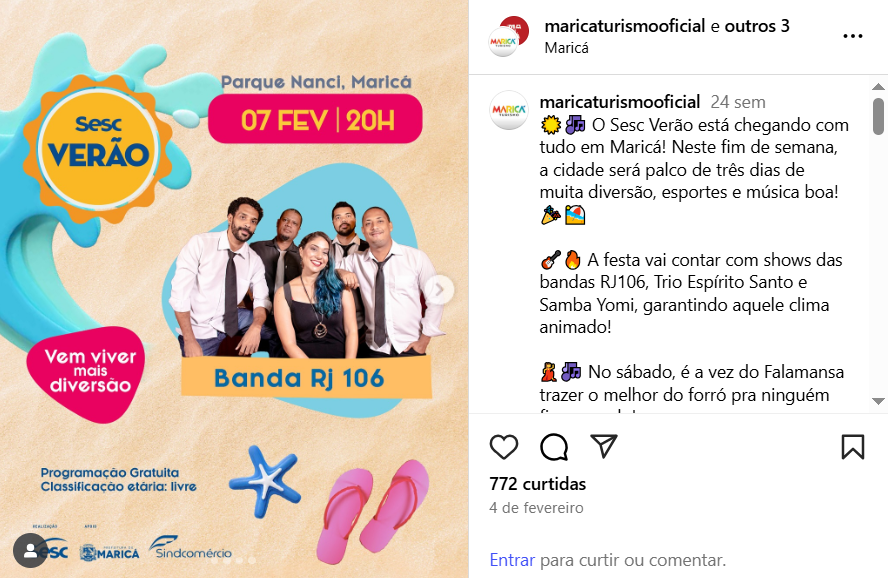 Parque Nanci, Maricá
07 FEV | 20H
Sesc
VERÃO
Vem viver
mais
diversão
Banda Rj 106
Programação Gratuita
Classificação etária: livre
REALIZAÇÃO
APOIO
Sesc
PREFEITURA DE
MARICÁ
Sindcomércio
maricaturismooficial e outros 3
Maricá
MARICÁ
TURISMO
maricaturismooficial 24 sem
☀️🎶 O Sesc Verão está chegando com
tudo em Maricá! Neste fim de semana,
a cidade será palco de três dias de
muita diversão, esportes e música boa!
🎉🏖️
🎸🔥 A festa vai contar com shows das
bandas RJ106, Trio Espírito Santo e
Samba Yomi, garantindo aquele clima
animado!
💃🎶 No sábado, é a vez do Falamansa
trazer o melhor do forró pra ninguém
772 curtidas
4 de fevereiro
Entrar para curtir ou comentar.